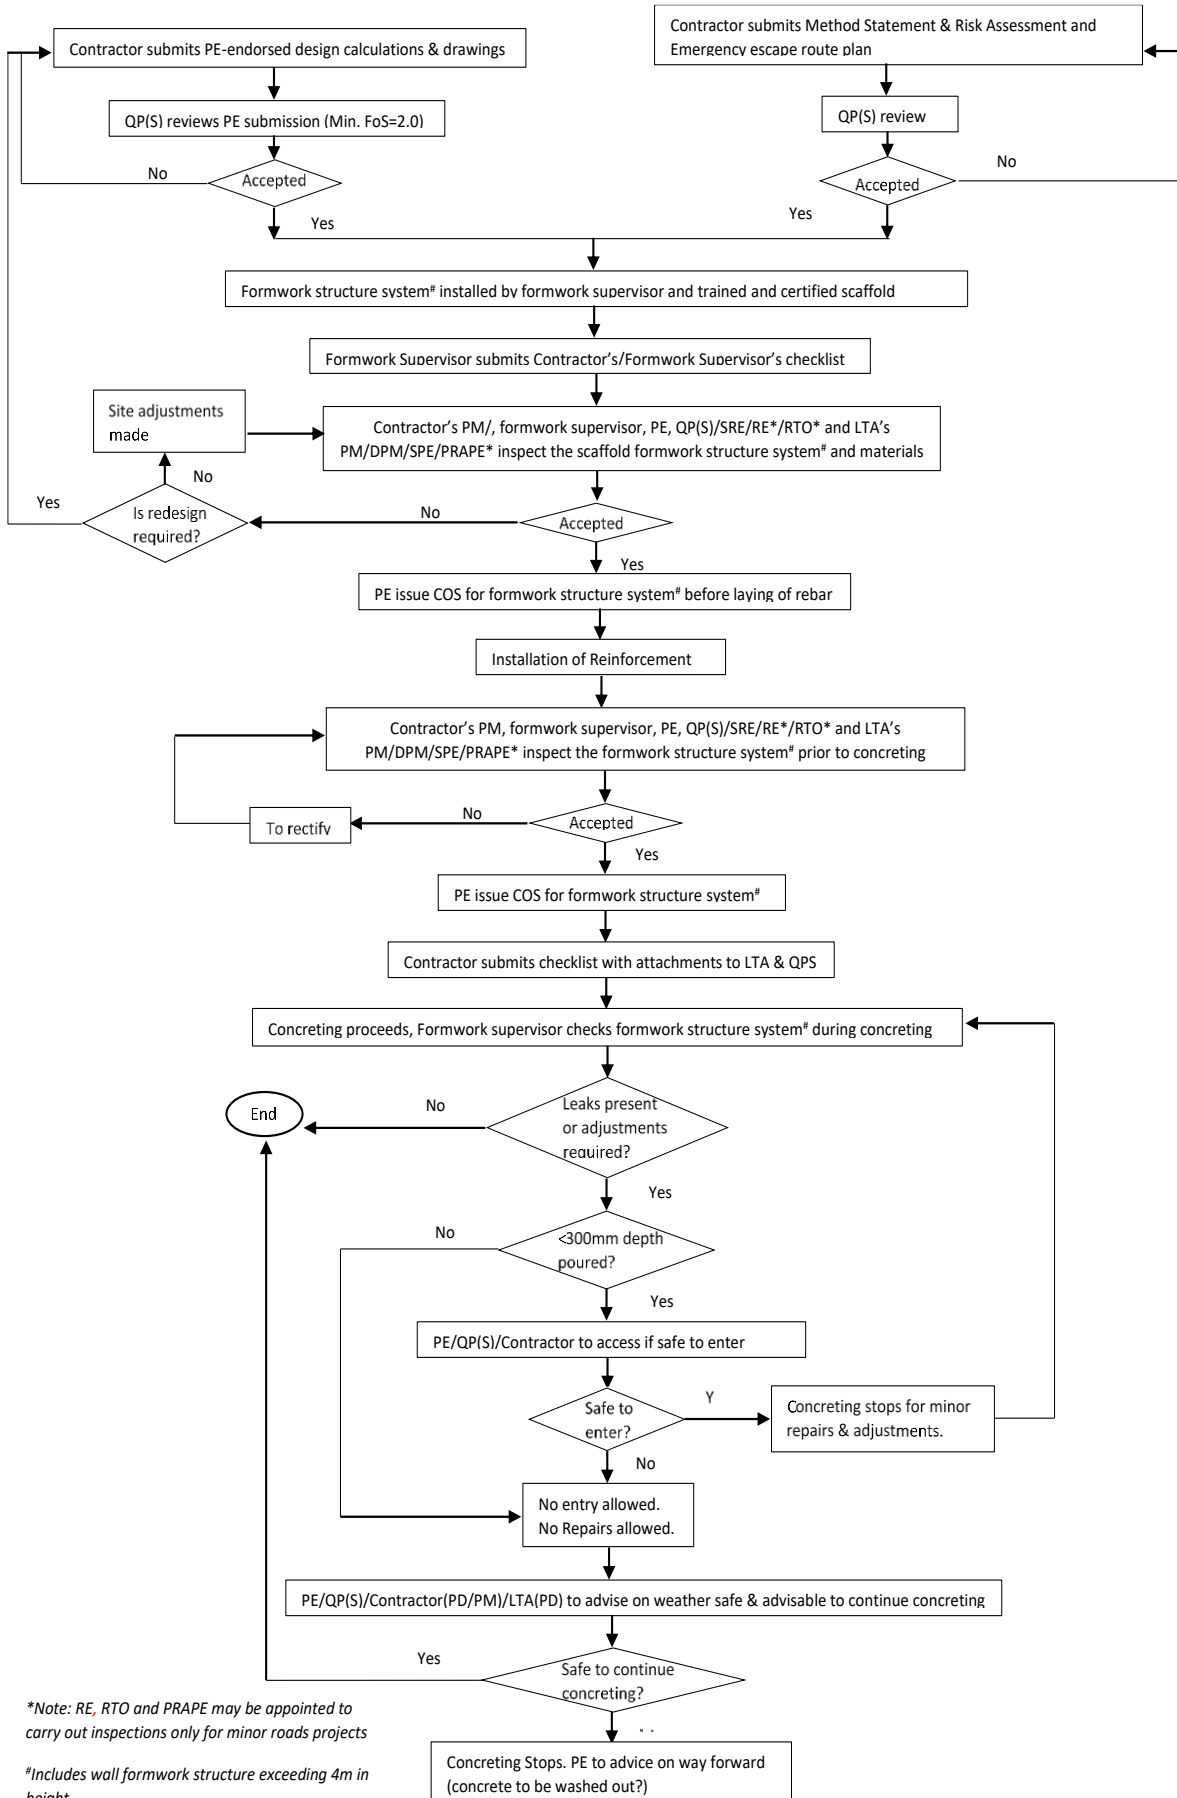 Contractor submits PE-endorsed design calculations & drawings
Contractor submits Method Statement & Risk Assessment and
Emergency escape route plan
QP(S) reviews PE submission (Min. FoS=2.0)
QP(S) review
No
Accepted
Yes
No
Accepted
Yes
Formwork structure system# installed by formwork supervisor and trained and certified scaffold
Formwork Supervisor submits Contractor's/Formwork Supervisor's checklist
Site adjustments
made
Contractor's PM/, formwork supervisor, PE, QP(S)/SRE/RE*/RTO* and LTA's
PM/DPM/SPE/PRAPE* inspect the scaffold formwork structure system# and materials
No
Yes
Is redesign
required?
No
Accepted
Yes
PE issue COS for formwork structure system# before laying of rebar
Installation of Reinforcement
Contractor's PM, formwork supervisor, PE, QP(S)/SRE/RE*/RTO* and LTA's
PM/DPM/SPE/PRAPE* inspect the formwork structure system# prior to concreting
To rectify
No
Accepted
Yes
PE issue COS for formwork structure system#
Contractor submits checklist with attachments to LTA & QPS
Concreting proceeds, Formwork supervisor checks formwork structure system# during concreting
End
No
Leaks present
or adjustments
required?
Yes
No
<300mm depth
poured?
Yes
PE/QP(S)/Contractor to access if safe to enter
Safe to
enter?
Y
Concreting stops for minor
repairs & adjustments.
No
No entry allowed.
No Repairs allowed.
PE/QP(S)/Contractor(PD/PM)/LTA(PD) to advise on weather safe & advisable to continue concreting
Yes
Safe to continue
concreting?
Concreting Stops. PE to advice on way forward
(concrete to be washed out?)
*Note: RE, RTO and PRAPE may be appointed to
carry out inspections only for minor roads projects
#Includes wall formwork structure exceeding 4m in
height